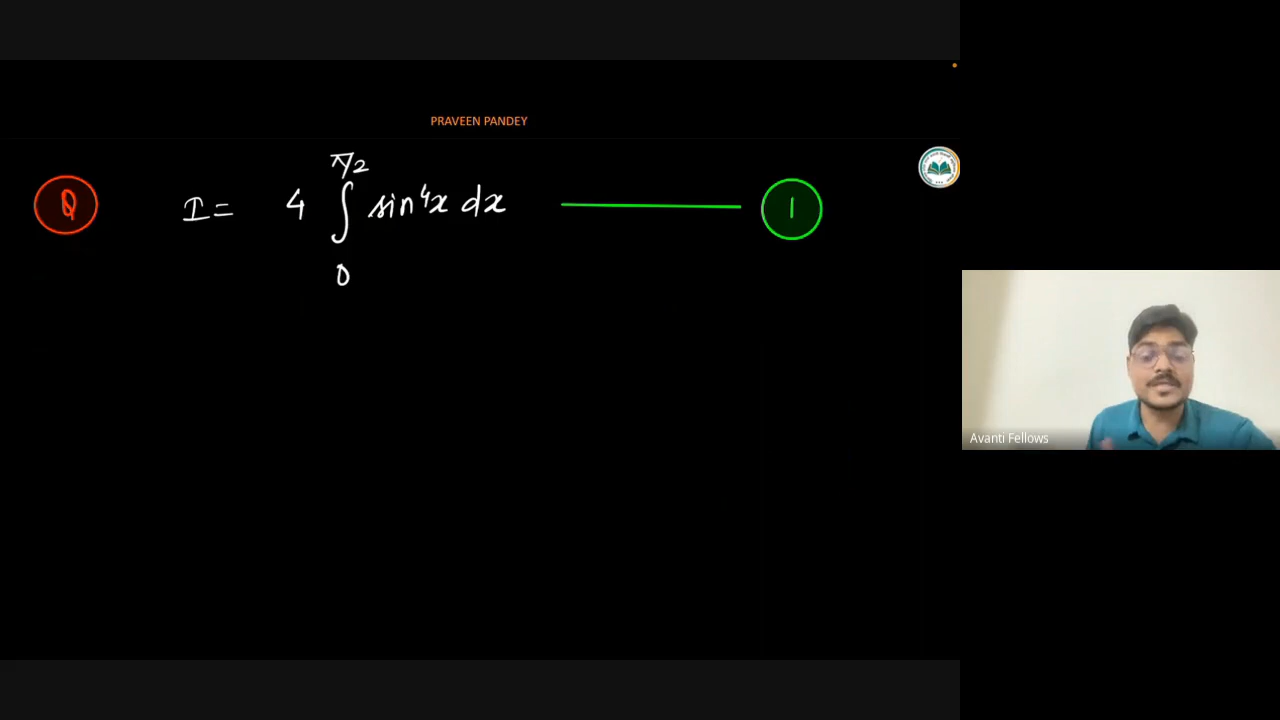 PRAVEEN PANDEY
Q I = 4 ∫₀^{π/2} sin⁴x dx ——— 1
Avanti Fellows